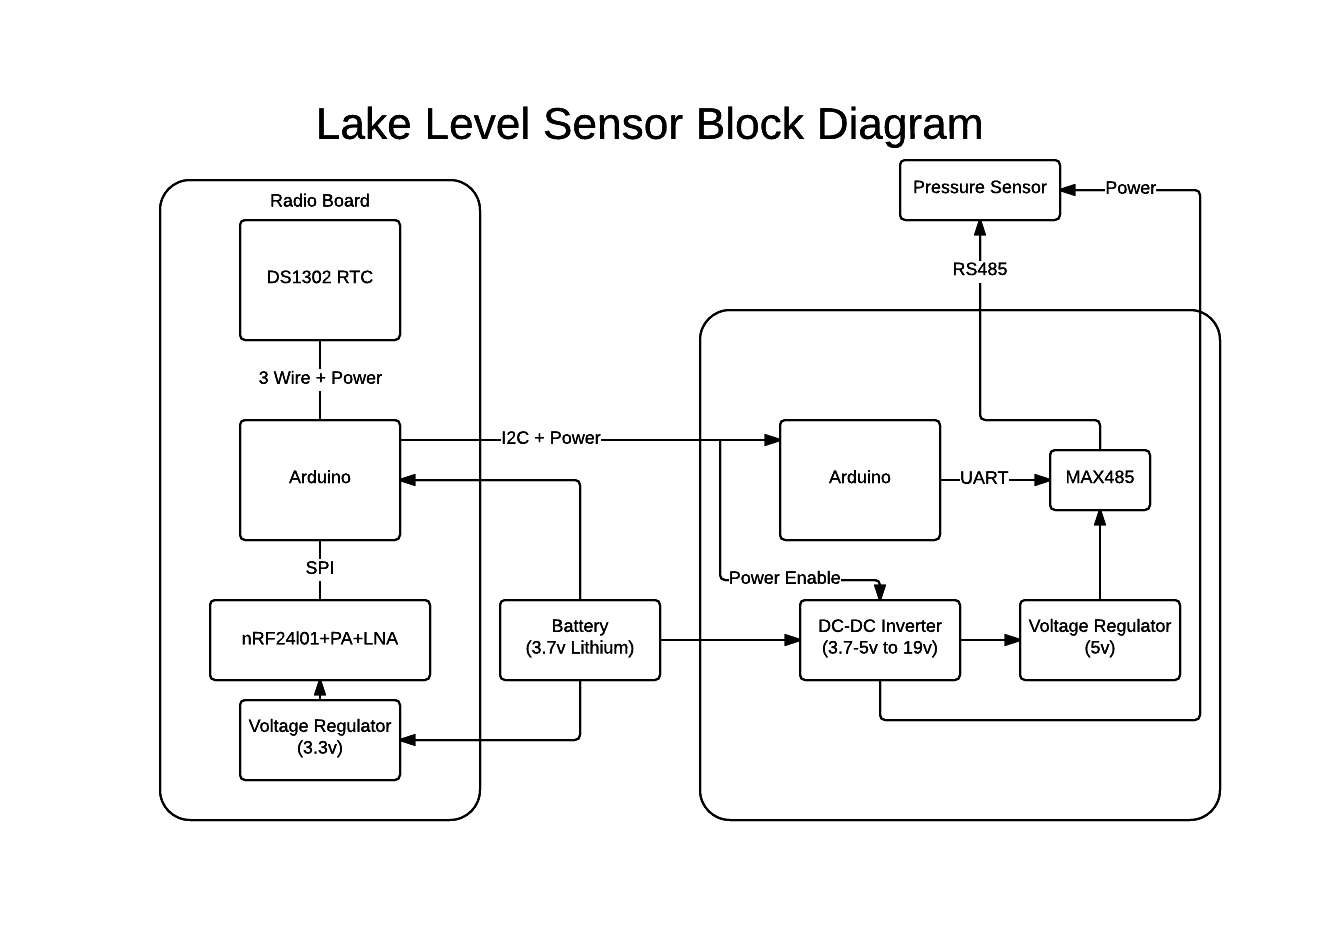 Lake Level Sensor Block Diagram
Radio Board
DS1302 RTC
3 Wire + Power
Arduino
SPI
nRF24l01+PA+LNA
Voltage Regulator
(3.3v)
I2C + Power
Battery
(3.7v Lithium)
Pressure Sensor
Power
RS485
Arduino
UART
MAX485
Power Enable
DC-DC Inverter
(3.7-5v to 19v)
Voltage Regulator
(5v)